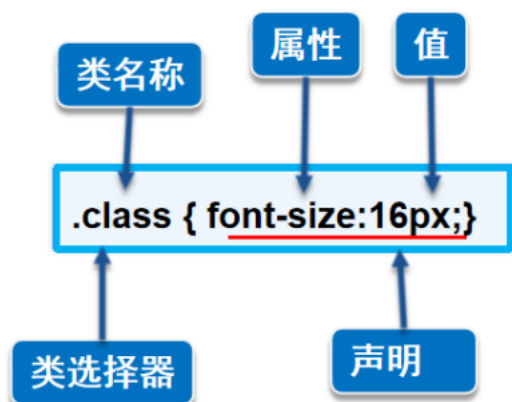 属性
值
类名称
.class { font-size:16px;}
类选择器
声明